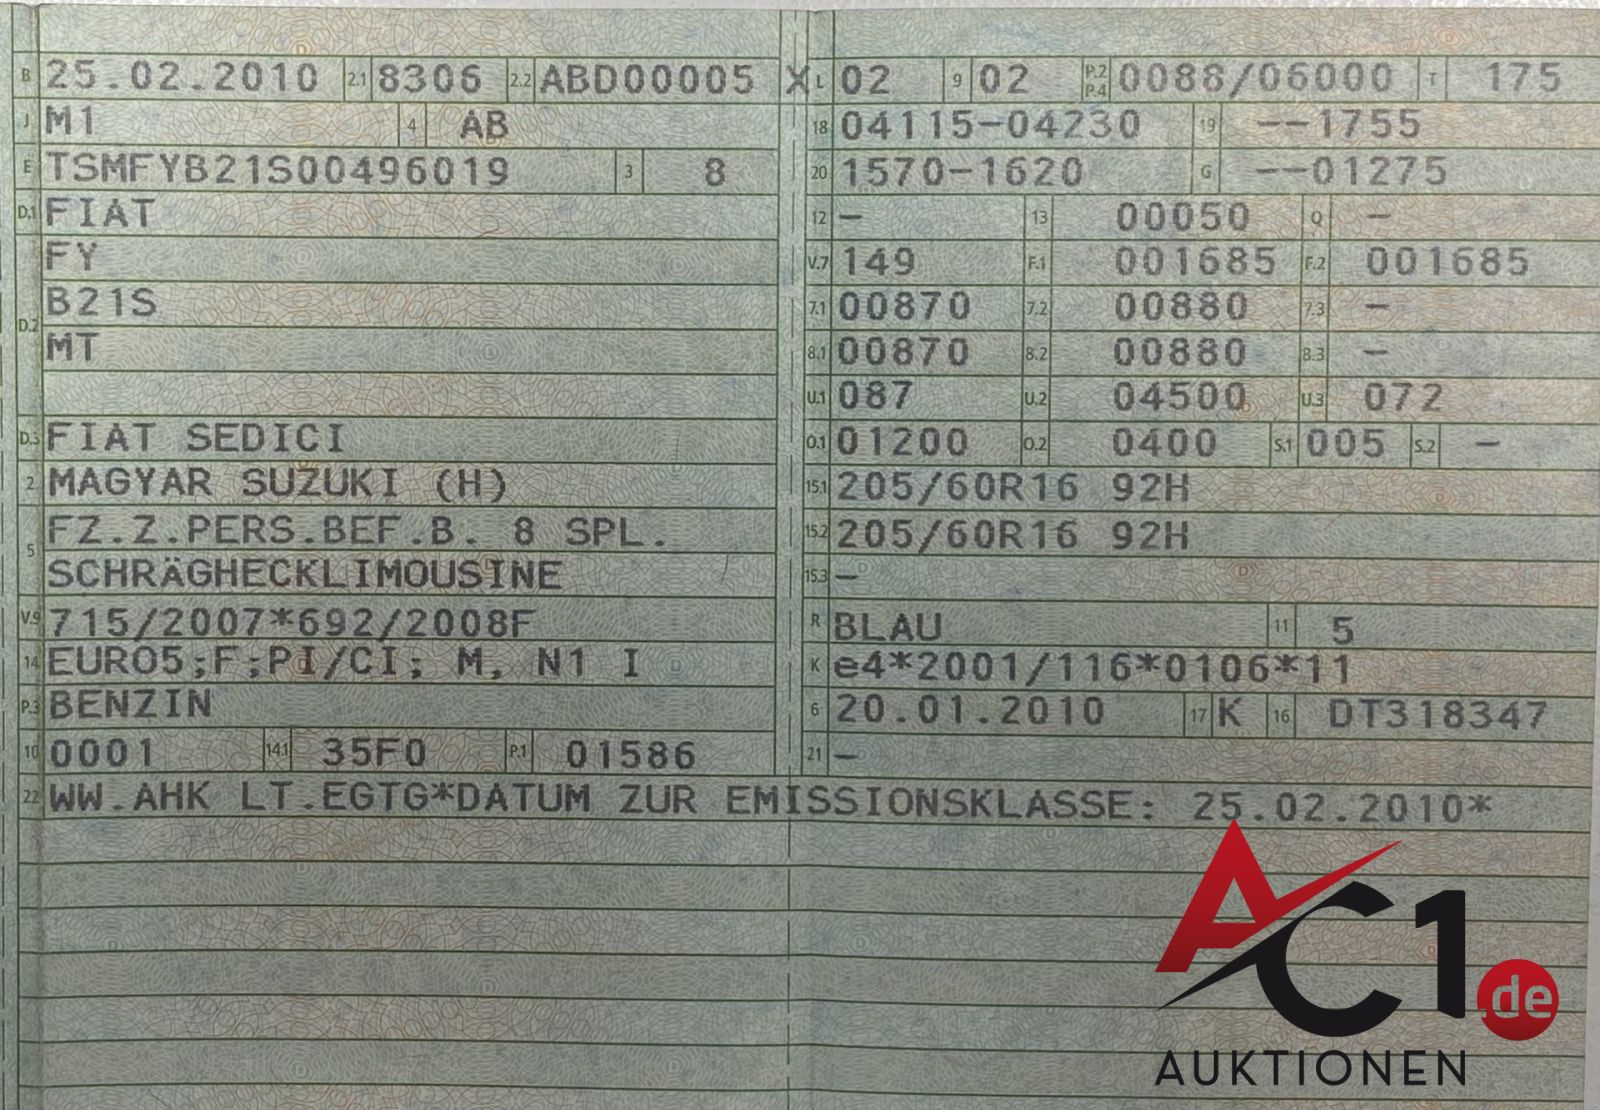 B 25.02.2010 2.1 8306 2.2 ABD00005 X
J M1 4 AB
E TSMFYB21S00496019 3 8
D.1 FIAT
FY
D.2 B21S
MT
D.3 FIAT SEDICI
2 MAGYAR SUZUKI (H)
5 FZ.Z.PERS.BEF.B. 8 SPL.
SCHRÄGHECKLIMOUSINE
V.9 715/2007*692/2008F
14 EURO5;F;PI/CI; M, N1 I
P.3 BENZIN
10 0001 14.1 35F0 P.1 01586
L 02 9 02 P.2 P.4 0088/06000 T 175
18 04115-04230 19 --1755
20 1570-1620 G --01275
12 - 13 00050 Q -
V.7 149 F.1 001685 F.2 001685
7.1 00870 7.2 00880 7.3 -
8.1 00870 8.2 00880 8.3 -
U.1 087 U.2 04500 U.3 072
O.1 01200 O.2 0400 S.1 005 S.2 -
15.1 205/60R16 92H
15.2 205/60R16 92H
15.3 -
R BLAU 11 5
K e4*2001/116*0106*11
6 20.01.2010 17 K 16 DT318347
21 -
22 WW.AHK LT.EGTG*DATUM ZUR EMISSIONSKLASSE: 25.02.2010*
AC1.de
AUKTIONEN